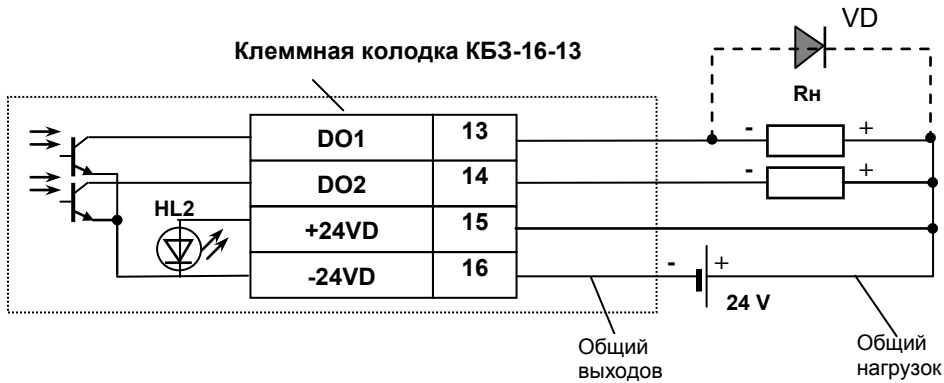 VD
Клеммная колодка КБЗ-16-13
Rн
DO1 13 - +
DO2 14 - +
HL2
+24VD 15
-24VD 16 - +
24 V
Общий
выходов
Общий
нагрузок